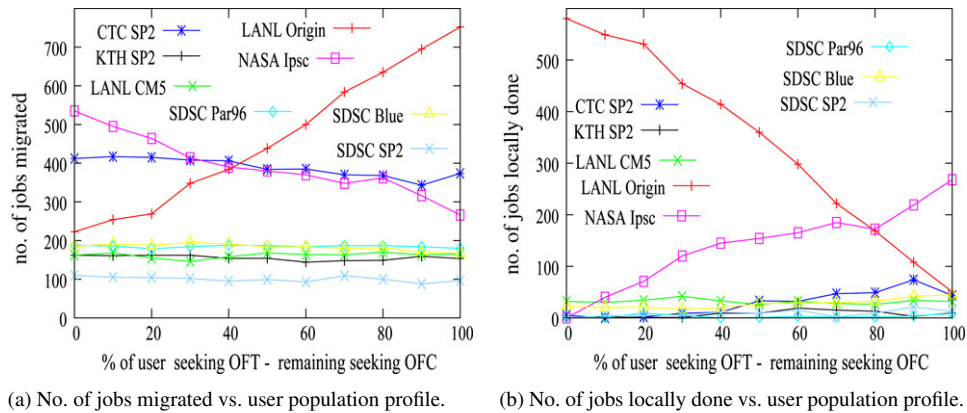 800
700
600
500
400
300
200
100
0
no. of jobs migrated
CTC SP2
KTH SP2
LANL CM5
LANL Origin
NASA Ipsc
SDSC Par96
SDSC Blue
SDSC SP2
0 20 40 60 80 100
% of user seeking OFT - remaining seeking OFC
(a) No. of jobs migrated vs. user population profile.
500
400
300
200
100
0
no. of jobs locally done
SDSC Par96
SDSC Blue
SDSC SP2
CTC SP2
KTH SP2
LANL CM5
LANL Origin
NASA Ipsc
0 20 40 60 80 100
% of user seeking OFT - remaining seeking OFC
(b) No. of jobs locally done vs. user population profile.